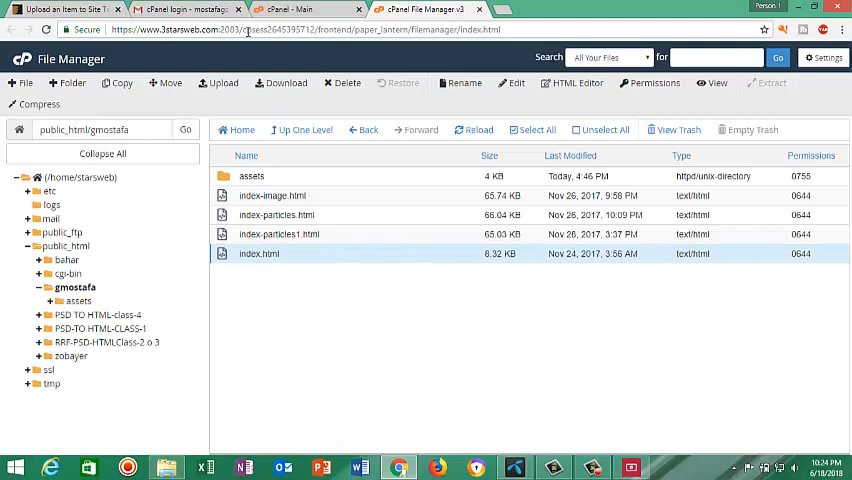 Upload an Item to Site T
cPanel login - mostafag
cPanel - Main
cPanel File Manager v3
Person 1
Secure
https://www.3starsweb.com:2083/cpsess2645395712/frontend/paper_lantern/filemanager/index.html
cP File Manager
Search
All Your Files
for
Go
Settings
File
Folder
Copy
Move
Upload
Download
Delete
Restore
Rename
Edit
HTML Editor
Permissions
View
Extract
Compress
public_html/gmostafa
Go
Home
Up One Level
Back
Forward
Reload
Select All
Unselect All
View Trash
Empty Trash
Collapse All
(/home/starsweb)
etc
logs
mail
public_ftp
public_html
bahar
cgi-bin
gmostafa
assets
PSD TO HTML-class-4
PSD-TO HTML-CLASS-1
RRF-PSD-HTMLClass-2 o 3
zobayer
ssl
tmp
Name Size Last Modified Type Permissions
assets 4 KB Today, 4:46 PM httpd/unix-directory 0755
index-image.html 65.74 KB Nov 26, 2017, 9:58 PM text/html 0644
index-particles.html 66.04 KB Nov 26, 2017, 10:09 PM text/html 0644
index-particles1.html 65.03 KB Nov 28, 2017, 3:37 PM text/html 0644
index.html 8.32 KB Nov 24, 2017, 3:56 AM text/html 0644
10:24 PM
6/18/2018